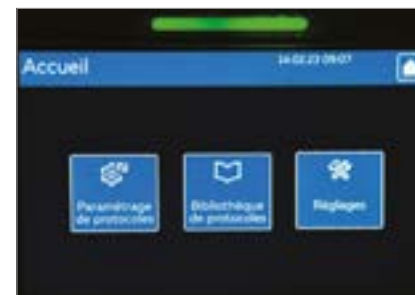 Accueil
14.02.23 09:07
Paramétrage
de protocoles
Bibliothèque
de protocoles
Réglages